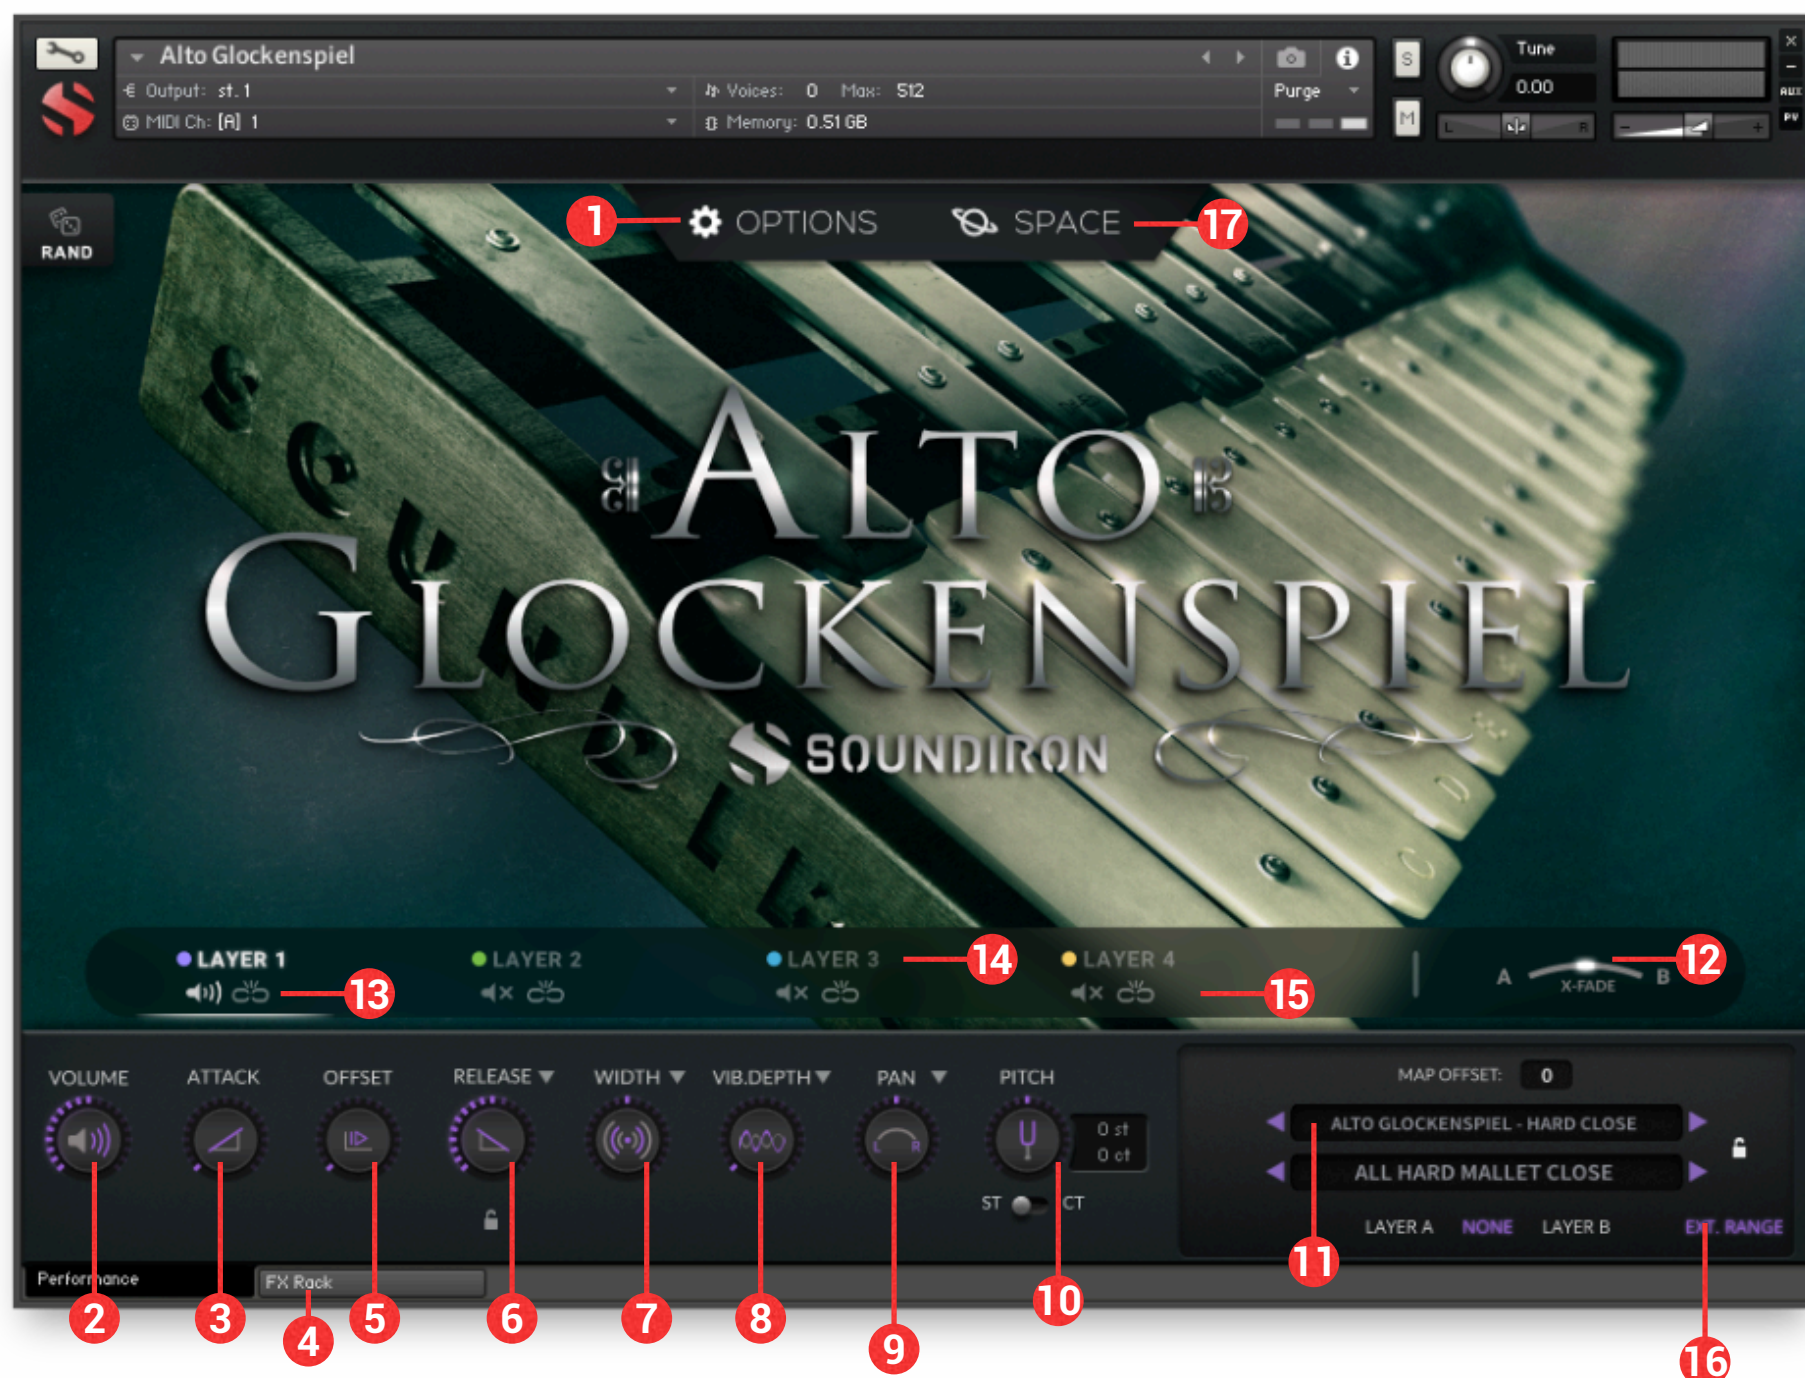 Alto Glockenspiel
Output: st.1
Voices: 0 Max: 512
Purge
MIDI Ch: [A] 1
Memory: 0.51 GB
S
M
Tune
0.00
L R
- +
×
-
AUX
PV
RAND
1 OPTIONS
SPACE 17
SOUNDIRON
D
C
ALTO
GLOCKENSPIEL
SOUNDIRON
LAYER 1
LAYER 2
LAYER 3 14
LAYER 4
13
15
A X-FADE B
12
VOLUME
ATTACK
OFFSET
RELEASE
WIDTH
VIB.DEPTH
PAN
PITCH
L R
0 st
0 ct
ST CT
MAP OFFSET: 0
ALTO GLOCKENSPIEL - HARD CLOSE
ALL HARD MALLET CLOSE
LAYER A NONE LAYER B EXT. RANGE
Performance
FX Rack
2
3
4
5
6
7
8
9
10
11
16